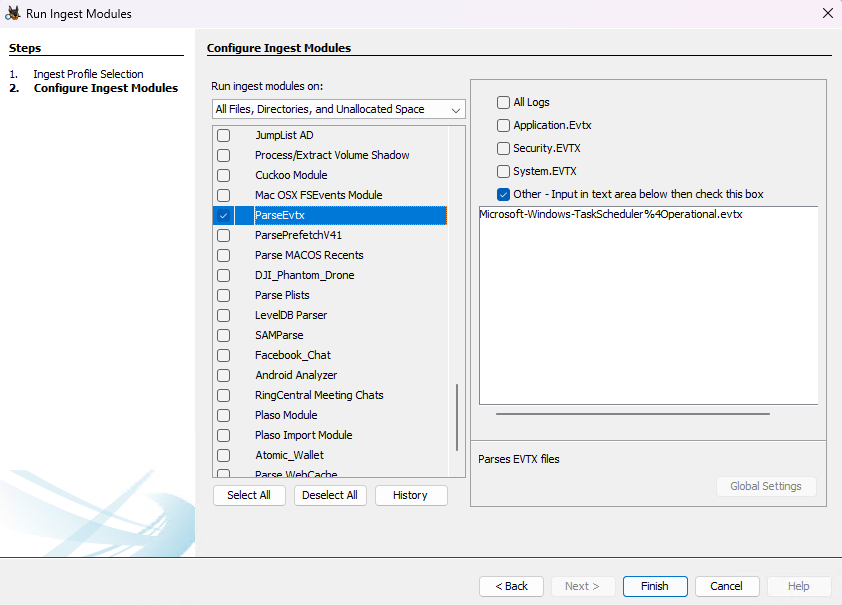 Run Ingest Modules
Steps
1. Ingest Profile Selection
2. Configure Ingest Modules
Configure Ingest Modules
Run ingest modules on:
All Files, Directories, and Unallocated Space
JumpList AD
Process/Extract Volume Shadow
Cuckoo Module
Mac OSX FSEvents Module
ParseEvtx
ParsePrefetchV41
Parse MACOS Recents
DJI_Phantom_Drone
Parse Plists
LevelDB Parser
SAMParse
Facebook_Chat
Android Analyzer
RingCentral Meeting Chats
Plaso Module
Plaso Import Module
Atomic_Wallet
Parse WebCache
Select All
Deselect All
History
All Logs
Application.Evtx
Security.EVTX
System.EVTX
Other - Input in text area below then check this box
Microsoft-Windows-TaskScheduler%4Operational.evtx
Parses EVTX files
Global Settings
< Back
Next >
Finish
Cancel
Help